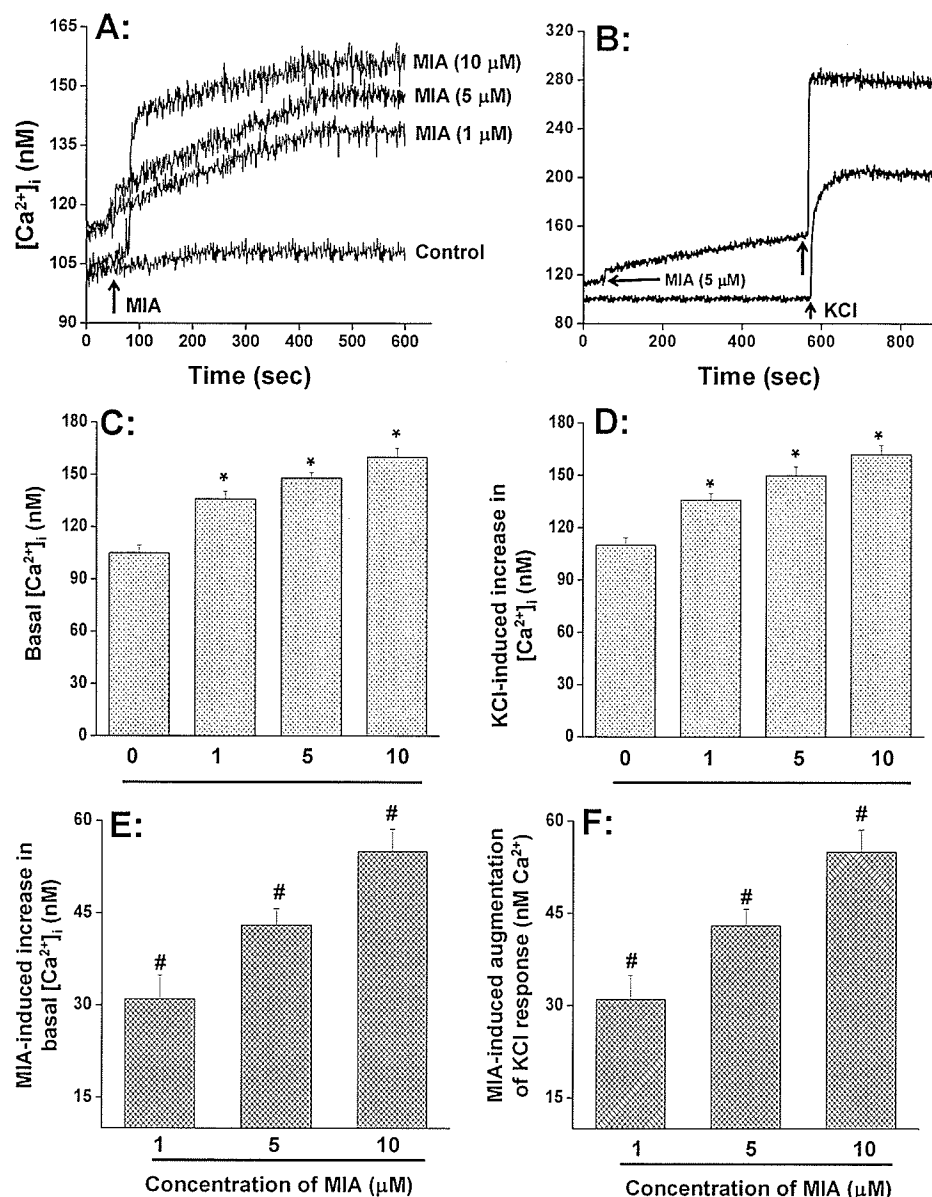 A:
165
150
135
120
105
90
[Ca²⁺]ᵢ (nM)
MIA (10 μM)
MIA (5 μM)
MIA (1 μM)
Control
MIA
0 100 200 300 400 500 600
Time (sec)
B:
280
240
200
160
120
80
MIA (5 μM)
KCl
0 200 400 600 800
Time (sec)
C:
180
150
120
90
60
30
0
Basal [Ca²⁺]ᵢ (nM)
* * *
0 1 5 10
D:
180
150
120
90
60
30
0
KCl-induced increase in
[Ca²⁺]ᵢ (nM)
* * *
0 1 5 10
E:
60
45
30
15
MIA-induced increase in
basal [Ca²⁺]ᵢ (nM)
# # #
1 5 10
Concentration of MIA (μM)
F:
60
45
30
15
MIA-induced augmentation
of KCl response (nM Ca²⁺)
# # #
1 5 10
Concentration of MIA (μM)